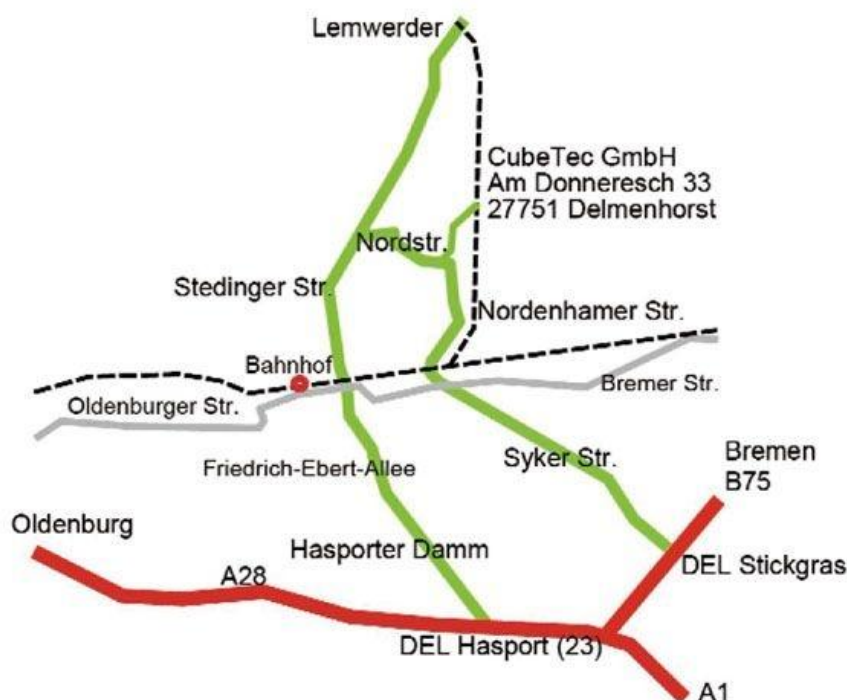 Lemwerder
CubeTec GmbH
Am Donneresch 33
27751 Delmenhorst
Nordstr.
Stedinger Str.
Nordenhamer Str.
Bahnhof
Bremer Str.
Oldenburger Str.
Friedrich-Ebert-Allee
Syker Str.
Bremen
B75
Oldenburg
Hasporter Damm
DEL Stickgras
A28
DEL Hasport (23)
A1